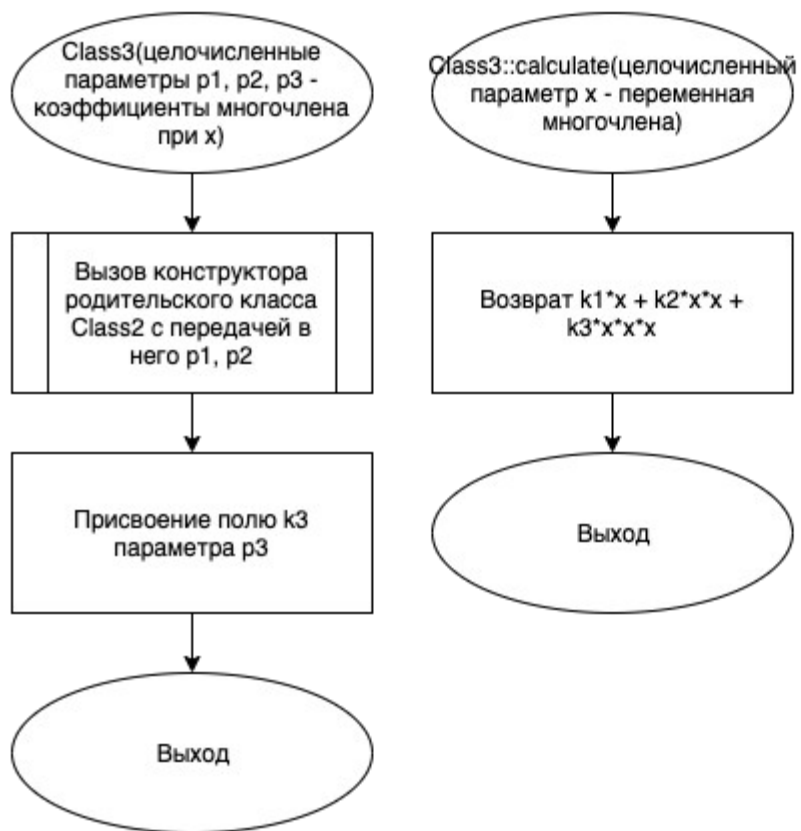 Class3(целочисленные
параметры p1, p2, p3 -
коэффициенты многочлена
при x)
Вызов конструктора
родительского класса
Class2 с передачей в
него p1, p2
Присвоение полю k3
параметра p3
Выход
Class3::calculate(целочисленный
параметр x - переменная
многочлена)
Возврат k1*x + k2*x*x +
k3*x*x*x
Выход